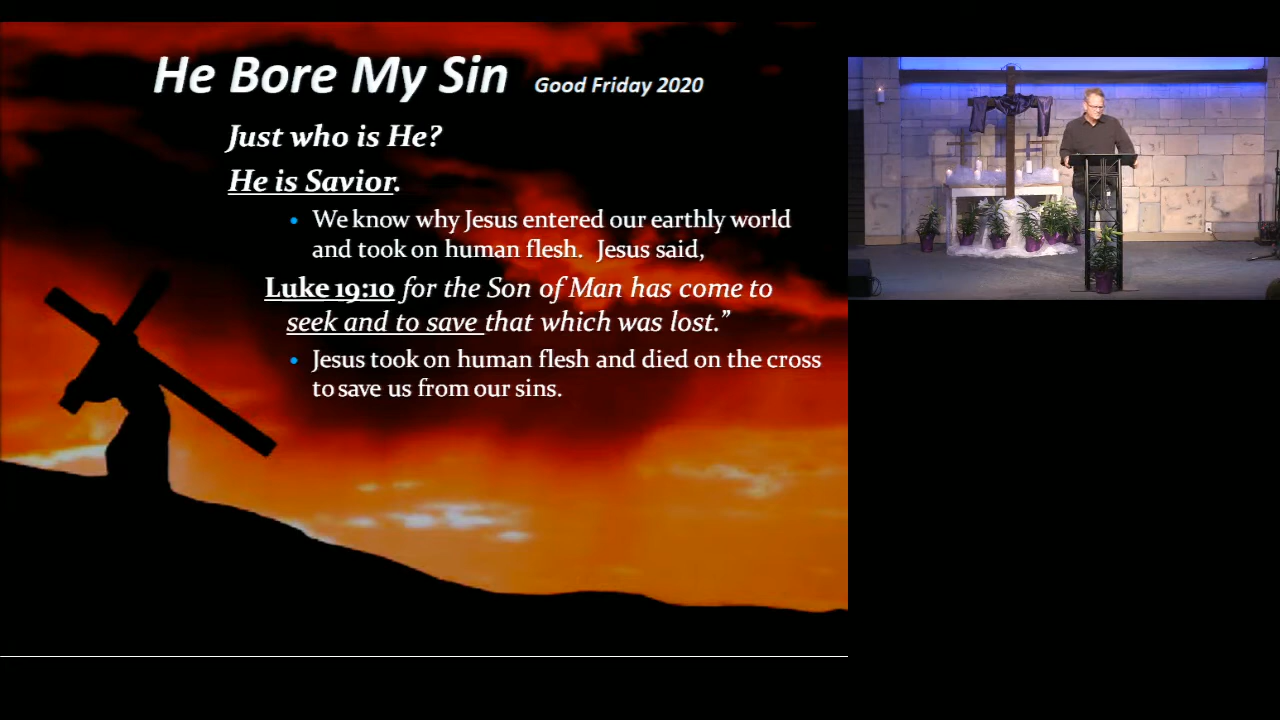 He Bore My Sin Good Friday 2020
Just who is He?
He is Savior.
• We know why Jesus entered our earthly world
and took on human flesh. Jesus said,
Luke 19:10 for the Son of Man has come to
seek and to save that which was lost.”
• Jesus took on human flesh and died on the cross
to save us from our sins.